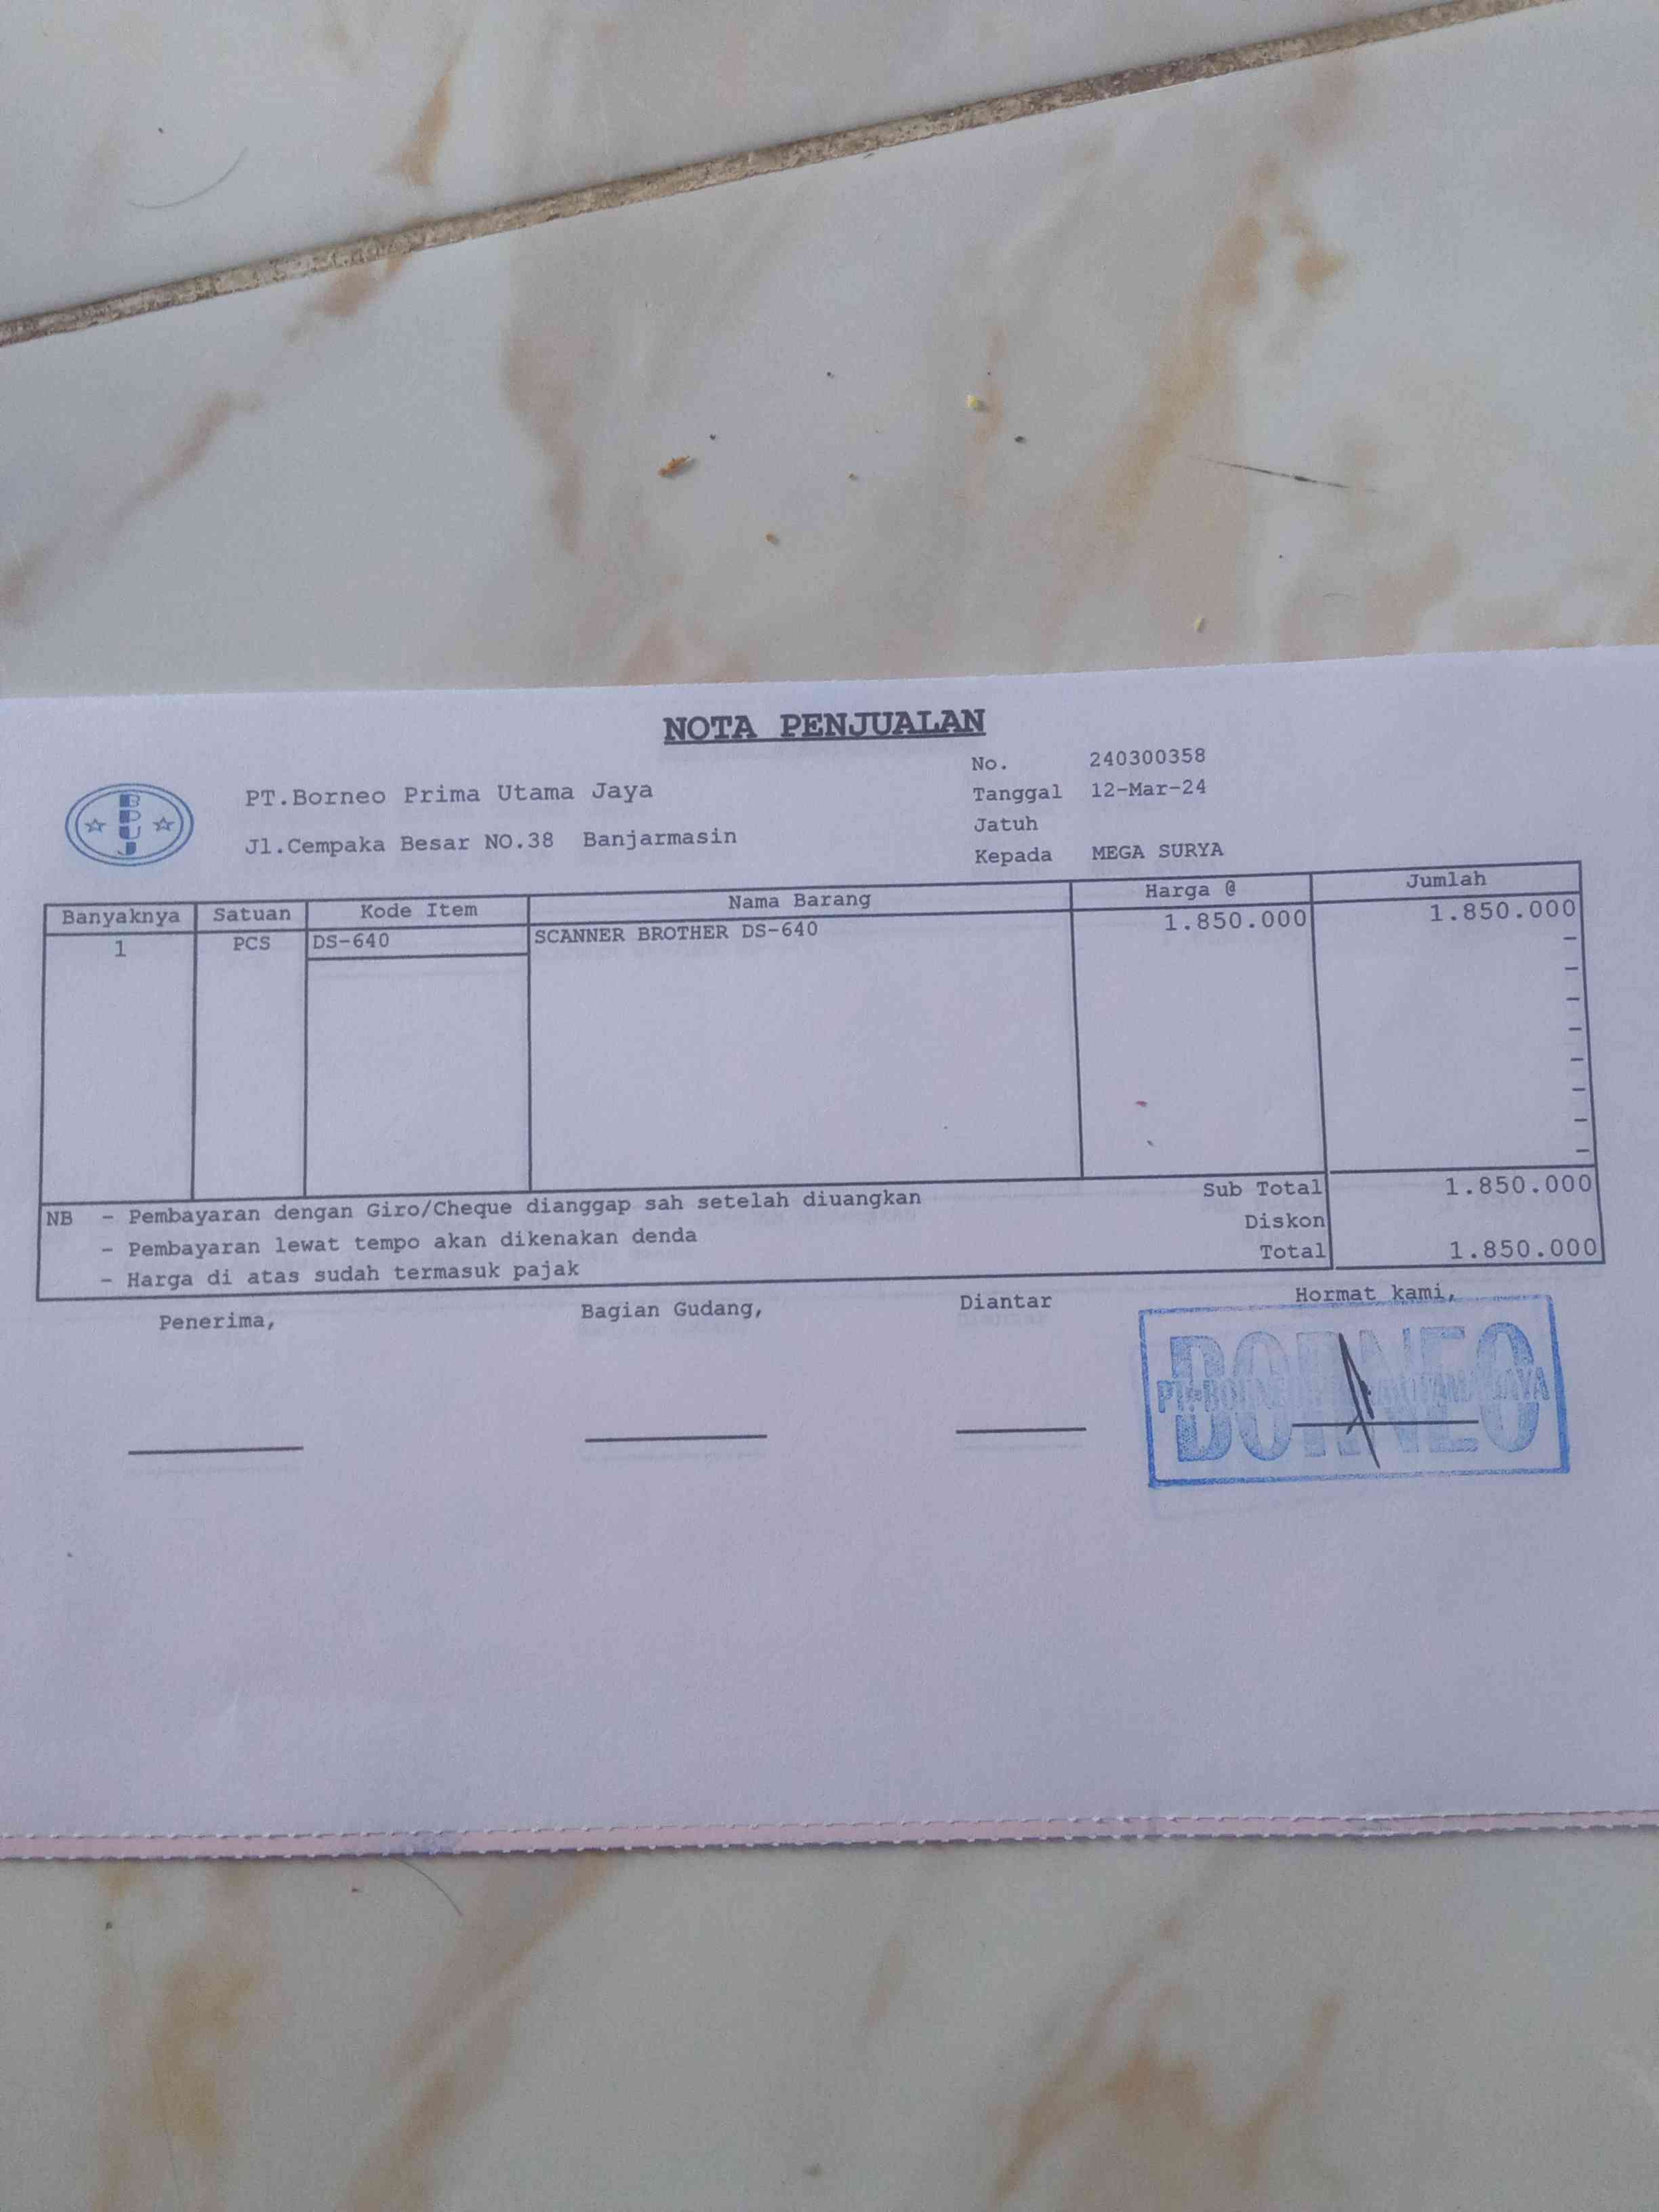 NOTA PENJUALAN
No. 240300358
PT.Borneo Prima Utama Jaya
Tanggal 12-Mar-24
Jatuh
Jl.Cempaka Besar NO.38 Banjarmasin
Kepada MEGA SURYA
BPUJ
Banyaknya Satuan Kode Item Nama Barang Harga @ Jumlah
1 PCS DS-640 SCANNER BROTHER DS-640 1.850.000 1.850.000
-
-
-
-
-
-
-
-
NB - Pembayaran dengan Giro/Cheque dianggap sah setelah diuangkan Sub Total 1.850.000
- Pembayaran lewat tempo akan dikenakan denda Diskon
- Harga di atas sudah termasuk pajak Total 1.850.000
Penerima, Bagian Gudang, Diantar Hormat kami,
BORNEO